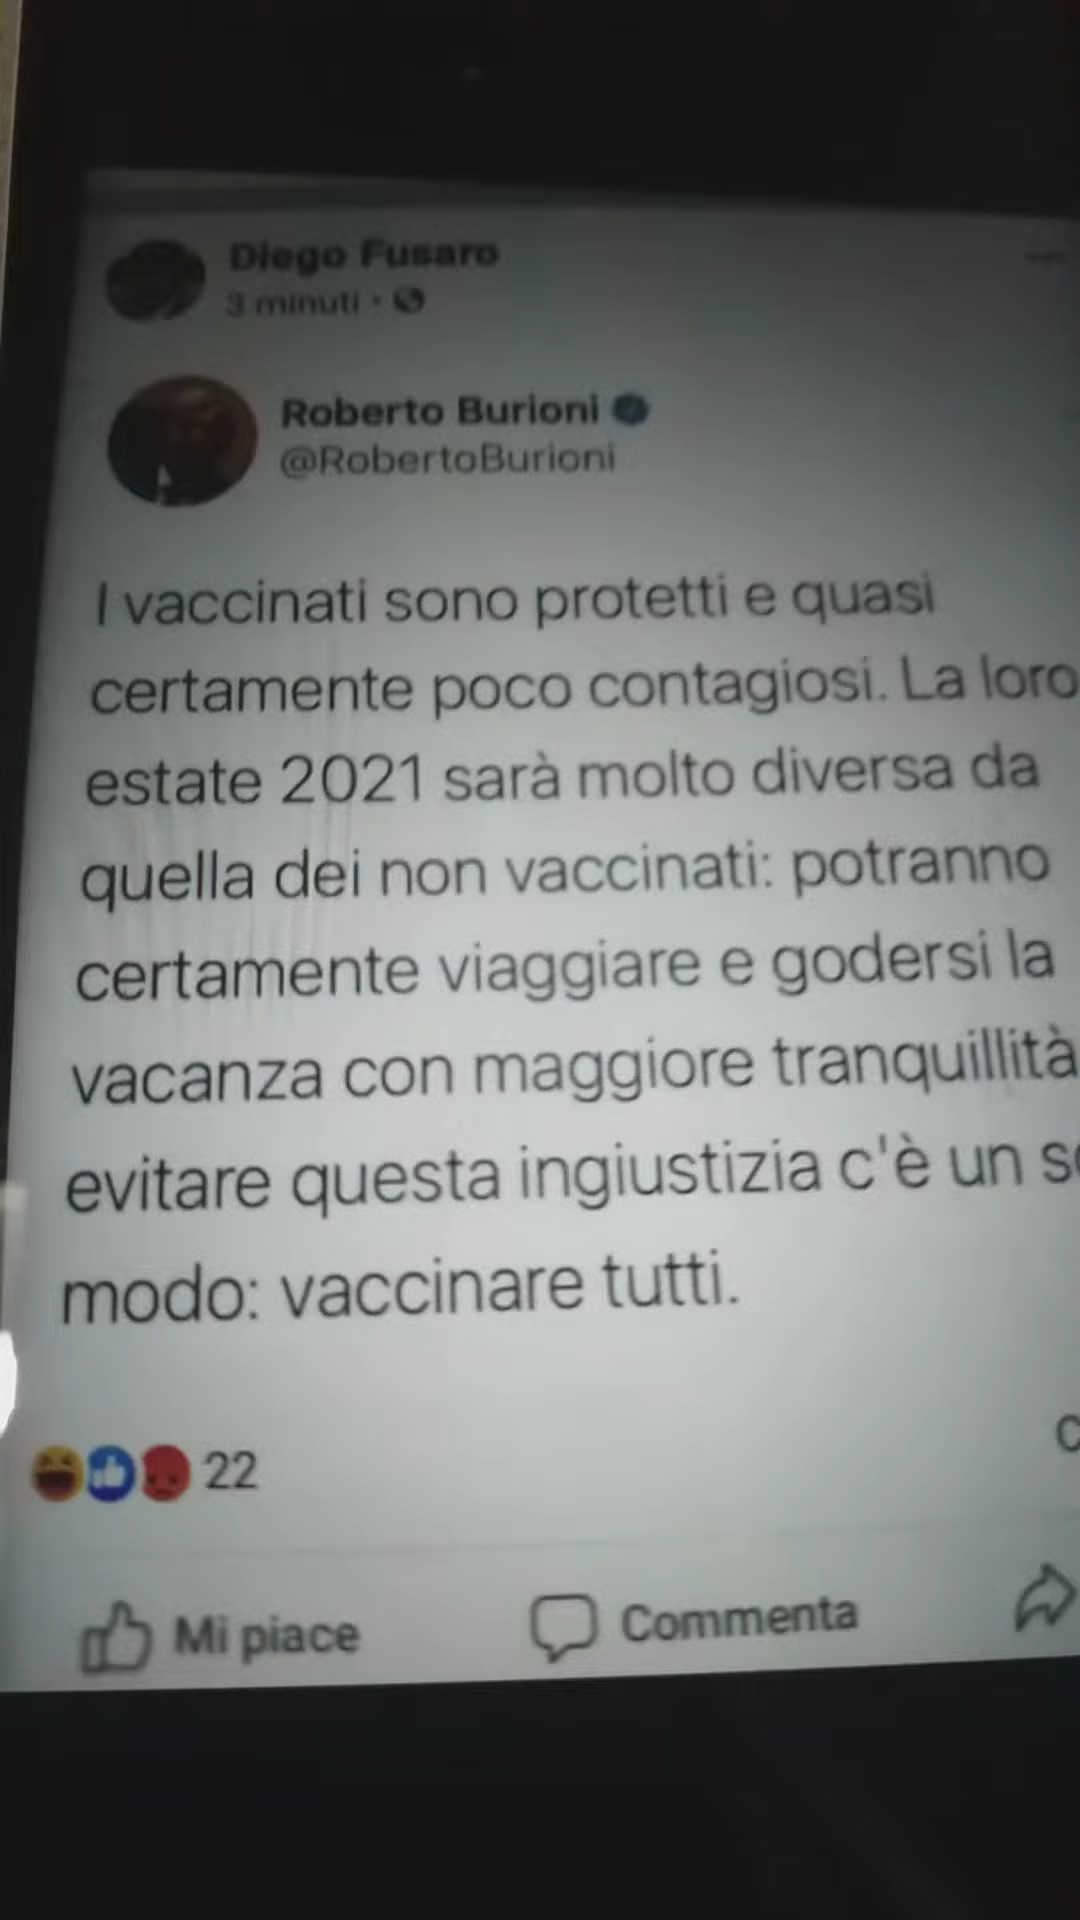 Diego Fusaro
3 minuti ·
Roberto Burioni
@RobertoBurioni
I vaccinati sono protetti e quasi
certamente poco contagiosi. La loro
estate 2021 sarà molto diversa da
quella dei non vaccinati: potranno
certamente viaggiare e godersi la
vacanza con maggiore tranquillità
evitare questa ingiustizia c'è un
modo: vaccinare tutti.
22
Mi piace
Commenta